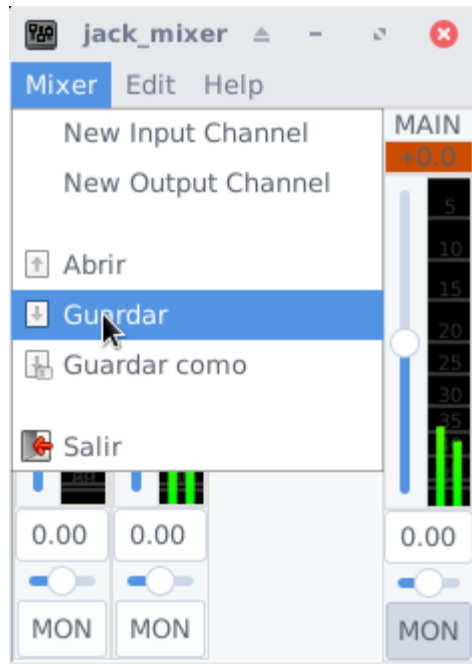 jack_mixer
Mixer Edit Help
New Input Channel
New Output Channel
Abrir
Guardar
Guardar como
Salir
MAIN
+0.0
5
10
15
20
25
30
35
0.00 0.00 0.00
MON MON MON